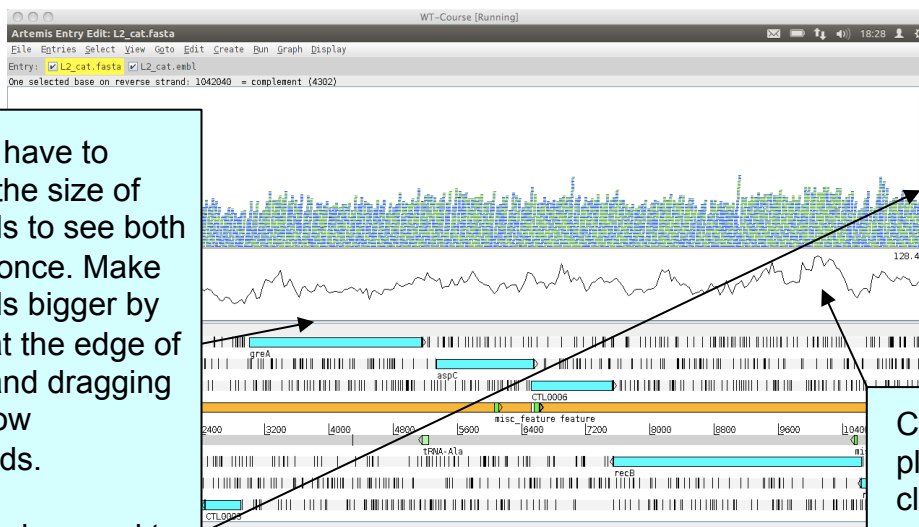 WT-Course [Running]
Artemis Entry Edit: L2_cat.fasta
18:28
File Entries Select View Goto Edit Create Run Graph Display
Entry: L2_cat.fasta L2_cat.embl
One selected base on reverse strand: 1042040 = complement (4302)
have to
the size of
ls to see both
once. Make
ls bigger by
at the edge of
and dragging
ow
ds.
128.4
greA
aspC
CTL0006
misc_feature feature
2400 3200 4000 4800 5600 6400 7200 8000 8800 9600 1040
tRNA-Ala
mi
recB
r
CTL0003
C
pl
cl